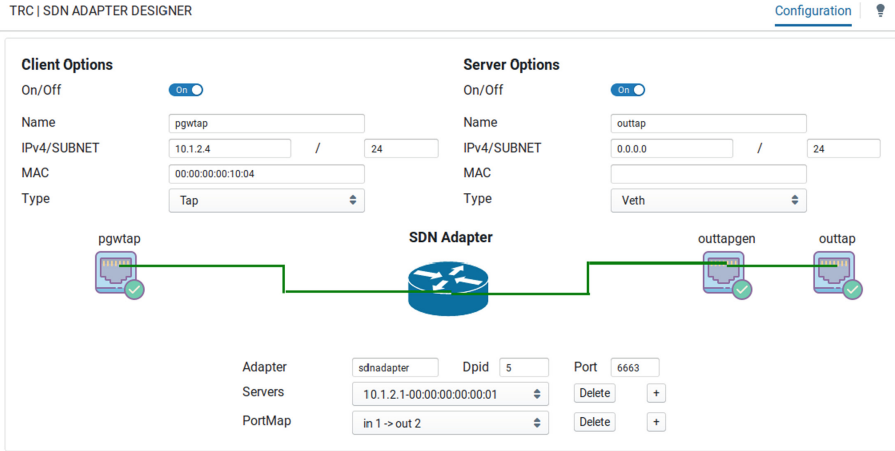 TRC | SDN ADAPTER DESIGNER Configuration
Client Options Server Options
On/Off On On/Off On
Name pgwtap Name outtap
IPv4/SUBNET 10.1.2.4 / 24 IPv4/SUBNET 0.0.0.0 / 24
MAC 00:00:00:00:10:04 MAC
Type Tap Type Veth
pgwtap SDN Adapter outtapgen outtap
Adapter sdnadapter Dpid 5 Port 6663
Servers 10.1.2.1-00:00:00:00:00:01 Delete +
PortMap in 1 -> out 2 Delete +